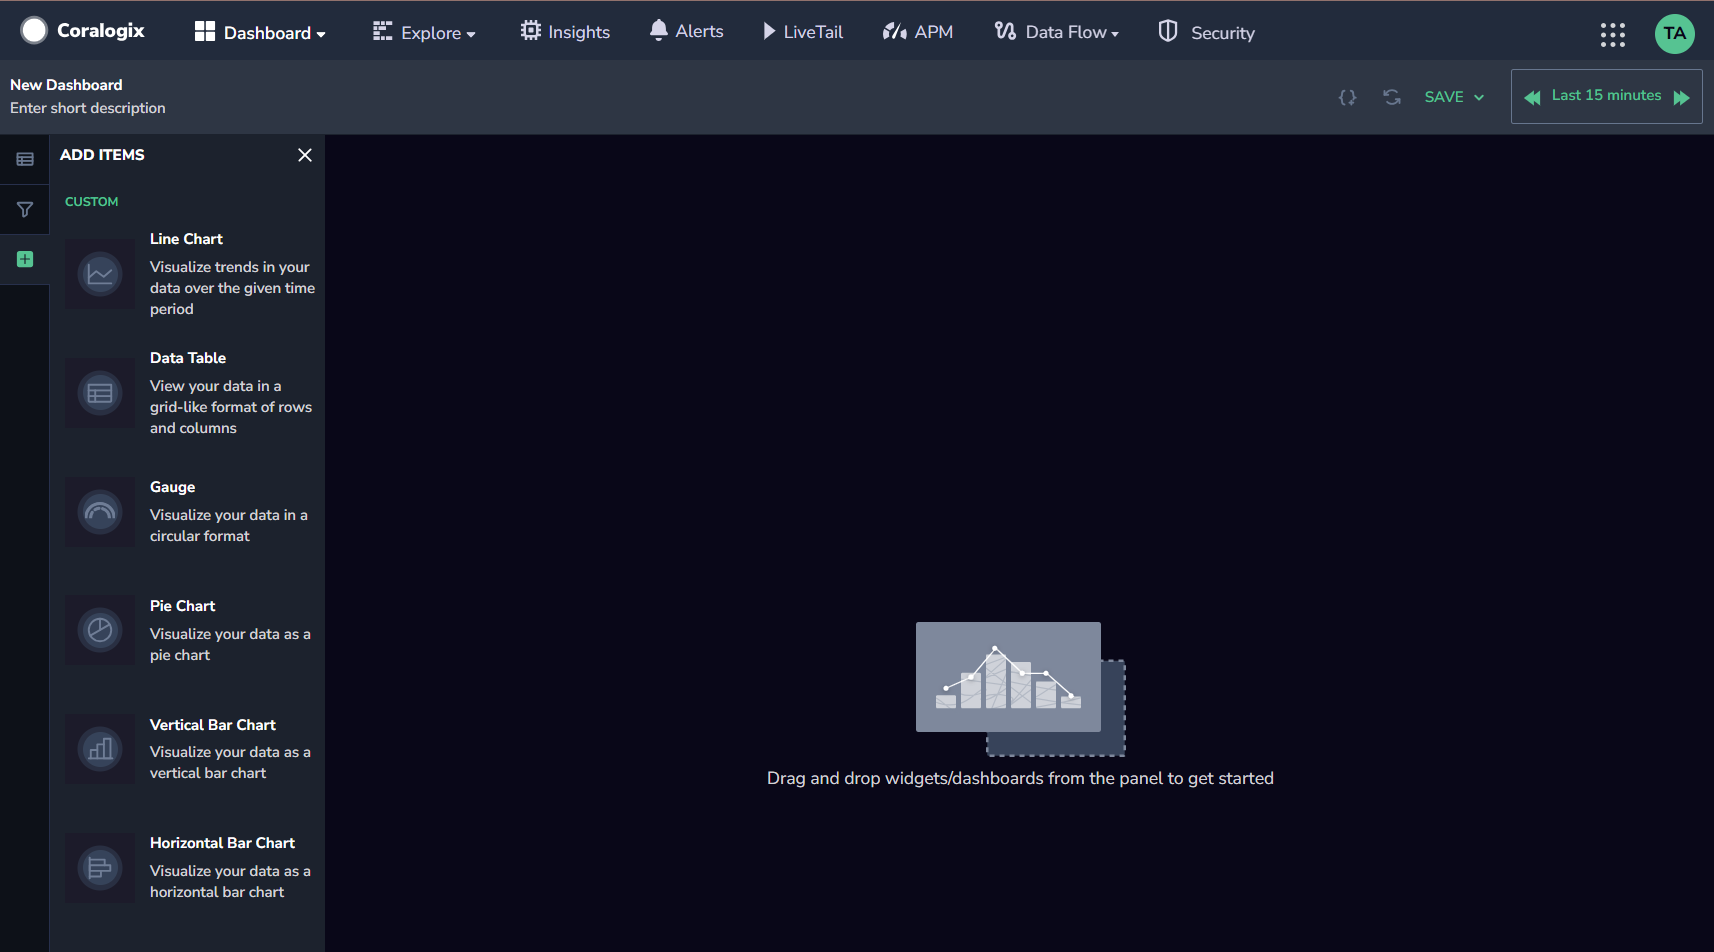 Coralogix
Dashboard
Explore
Insights
Alerts
LiveTail
APM
Data Flow
Security
TA
New Dashboard
Enter short description
SAVE
Last 15 minutes
ADD ITEMS
CUSTOM
Line Chart
Visualize trends in your
data over the given time
period
Data Table
View your data in a
grid-like format of rows
and columns
Gauge
Visualize your data in a
circular format
Pie Chart
Visualize your data as a
pie chart
Vertical Bar Chart
Visualize your data as a
vertical bar chart
Horizontal Bar Chart
Visualize your data as a
horizontal bar chart
Drag and drop widgets/dashboards from the panel to get started